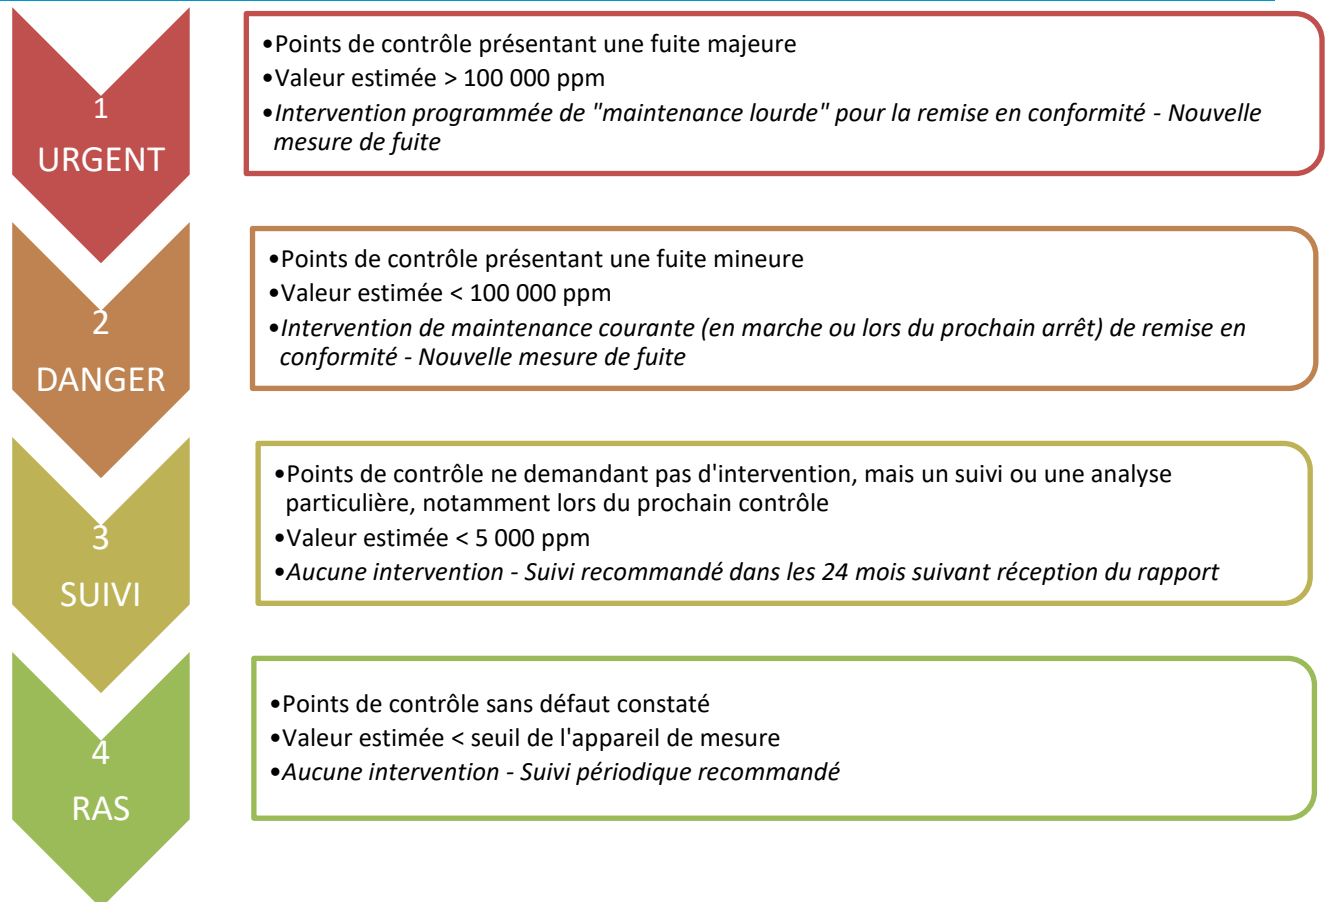 1
URGENT
•Points de contrôle présentant une fuite majeure
•Valeur estimée > 100 000 ppm
•Intervention programmée de "maintenance lourde" pour la remise en conformité - Nouvelle
mesure de fuite
2
DANGER
•Points de contrôle présentant une fuite mineure
•Valeur estimée < 100 000 ppm
•Intervention de maintenance courante (en marche ou lors du prochain arrêt) de remise en
conformité - Nouvelle mesure de fuite
3
SUIVI
•Points de contrôle ne demandant pas d'intervention, mais un suivi ou une analyse
particulière, notamment lors du prochain contrôle
•Valeur estimée < 5 000 ppm
•Aucune intervention - Suivi recommandé dans les 24 mois suivant réception du rapport
4
RAS
•Points de contrôle sans défaut constaté
•Valeur estimée < seuil de l'appareil de mesure
•Aucune intervention - Suivi périodique recommandé